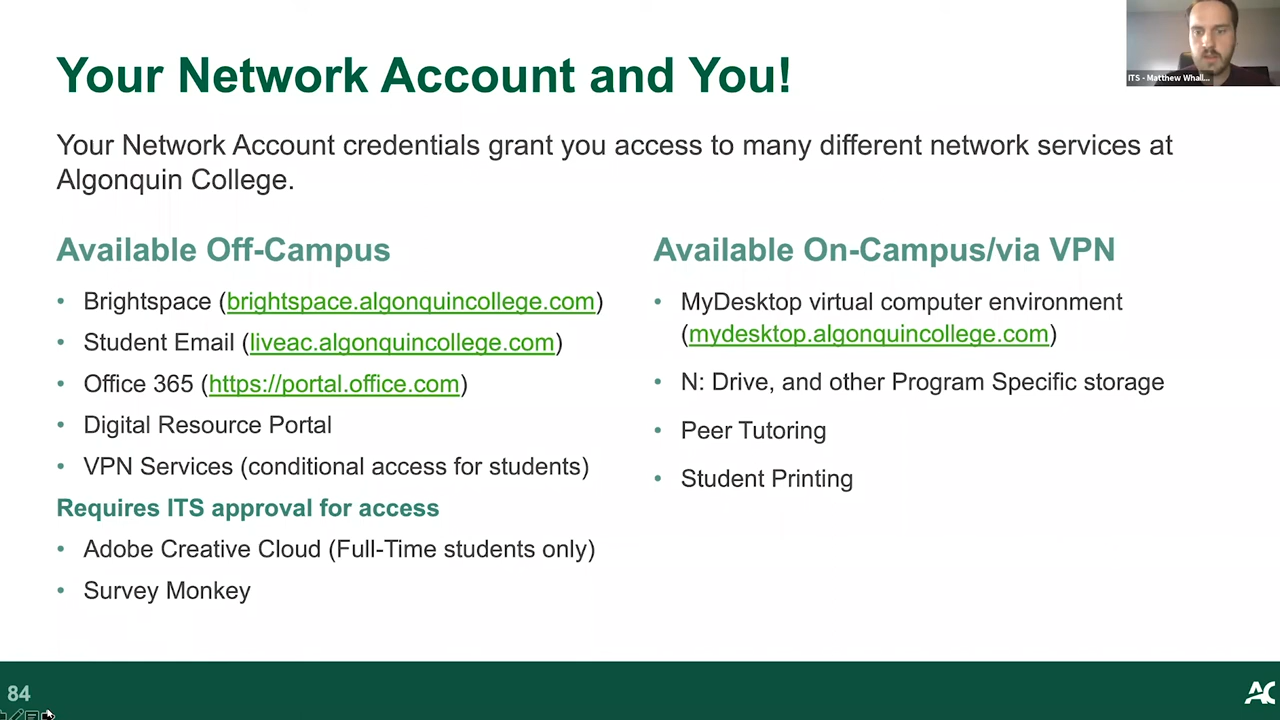 Your Network Account and You!
ITS - Matthew Whall...
Your Network Account credentials grant you access to many different network services at
Algonquin College.
Available Off-Campus
• Brightspace (brightspace.algonquincollege.com)
• Student Email (liveac.algonquincollege.com)
• Office 365 (https://portal.office.com)
• Digital Resource Portal
• VPN Services (conditional access for students)
Requires ITS approval for access
• Adobe Creative Cloud (Full-Time students only)
• Survey Monkey
Available On-Campus/via VPN
• MyDesktop virtual computer environment
(mydesktop.algonquincollege.com)
• N: Drive, and other Program Specific storage
• Peer Tutoring
• Student Printing
84
AC